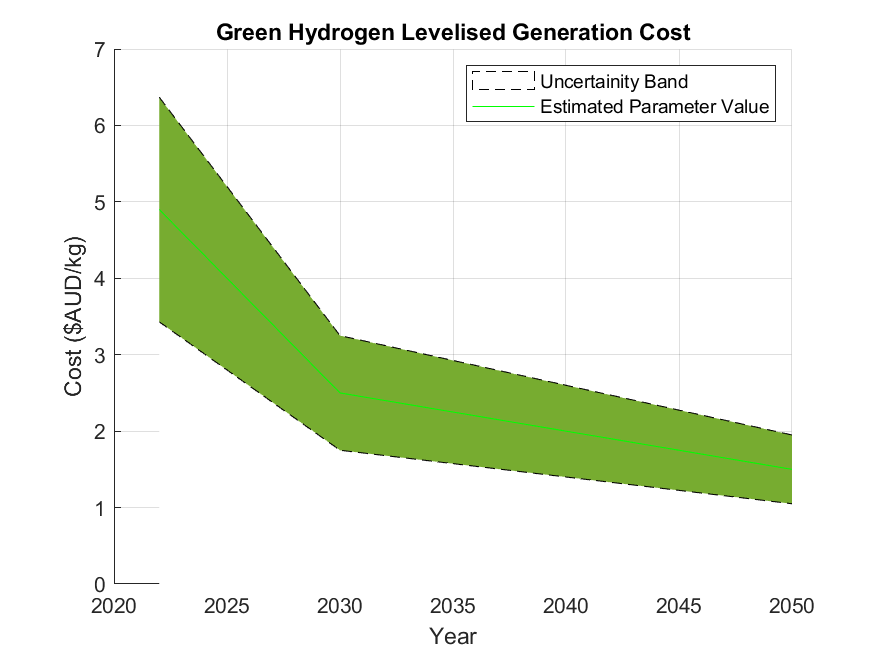 Green Hydrogen Levelised Generation Cost
7
Uncertainity Band
Estimated Parameter Value
6
5
4
3
2
1
0
Cost ($AUD/kg)
2020 2025 2030 2035 2040 2045 2050
Year